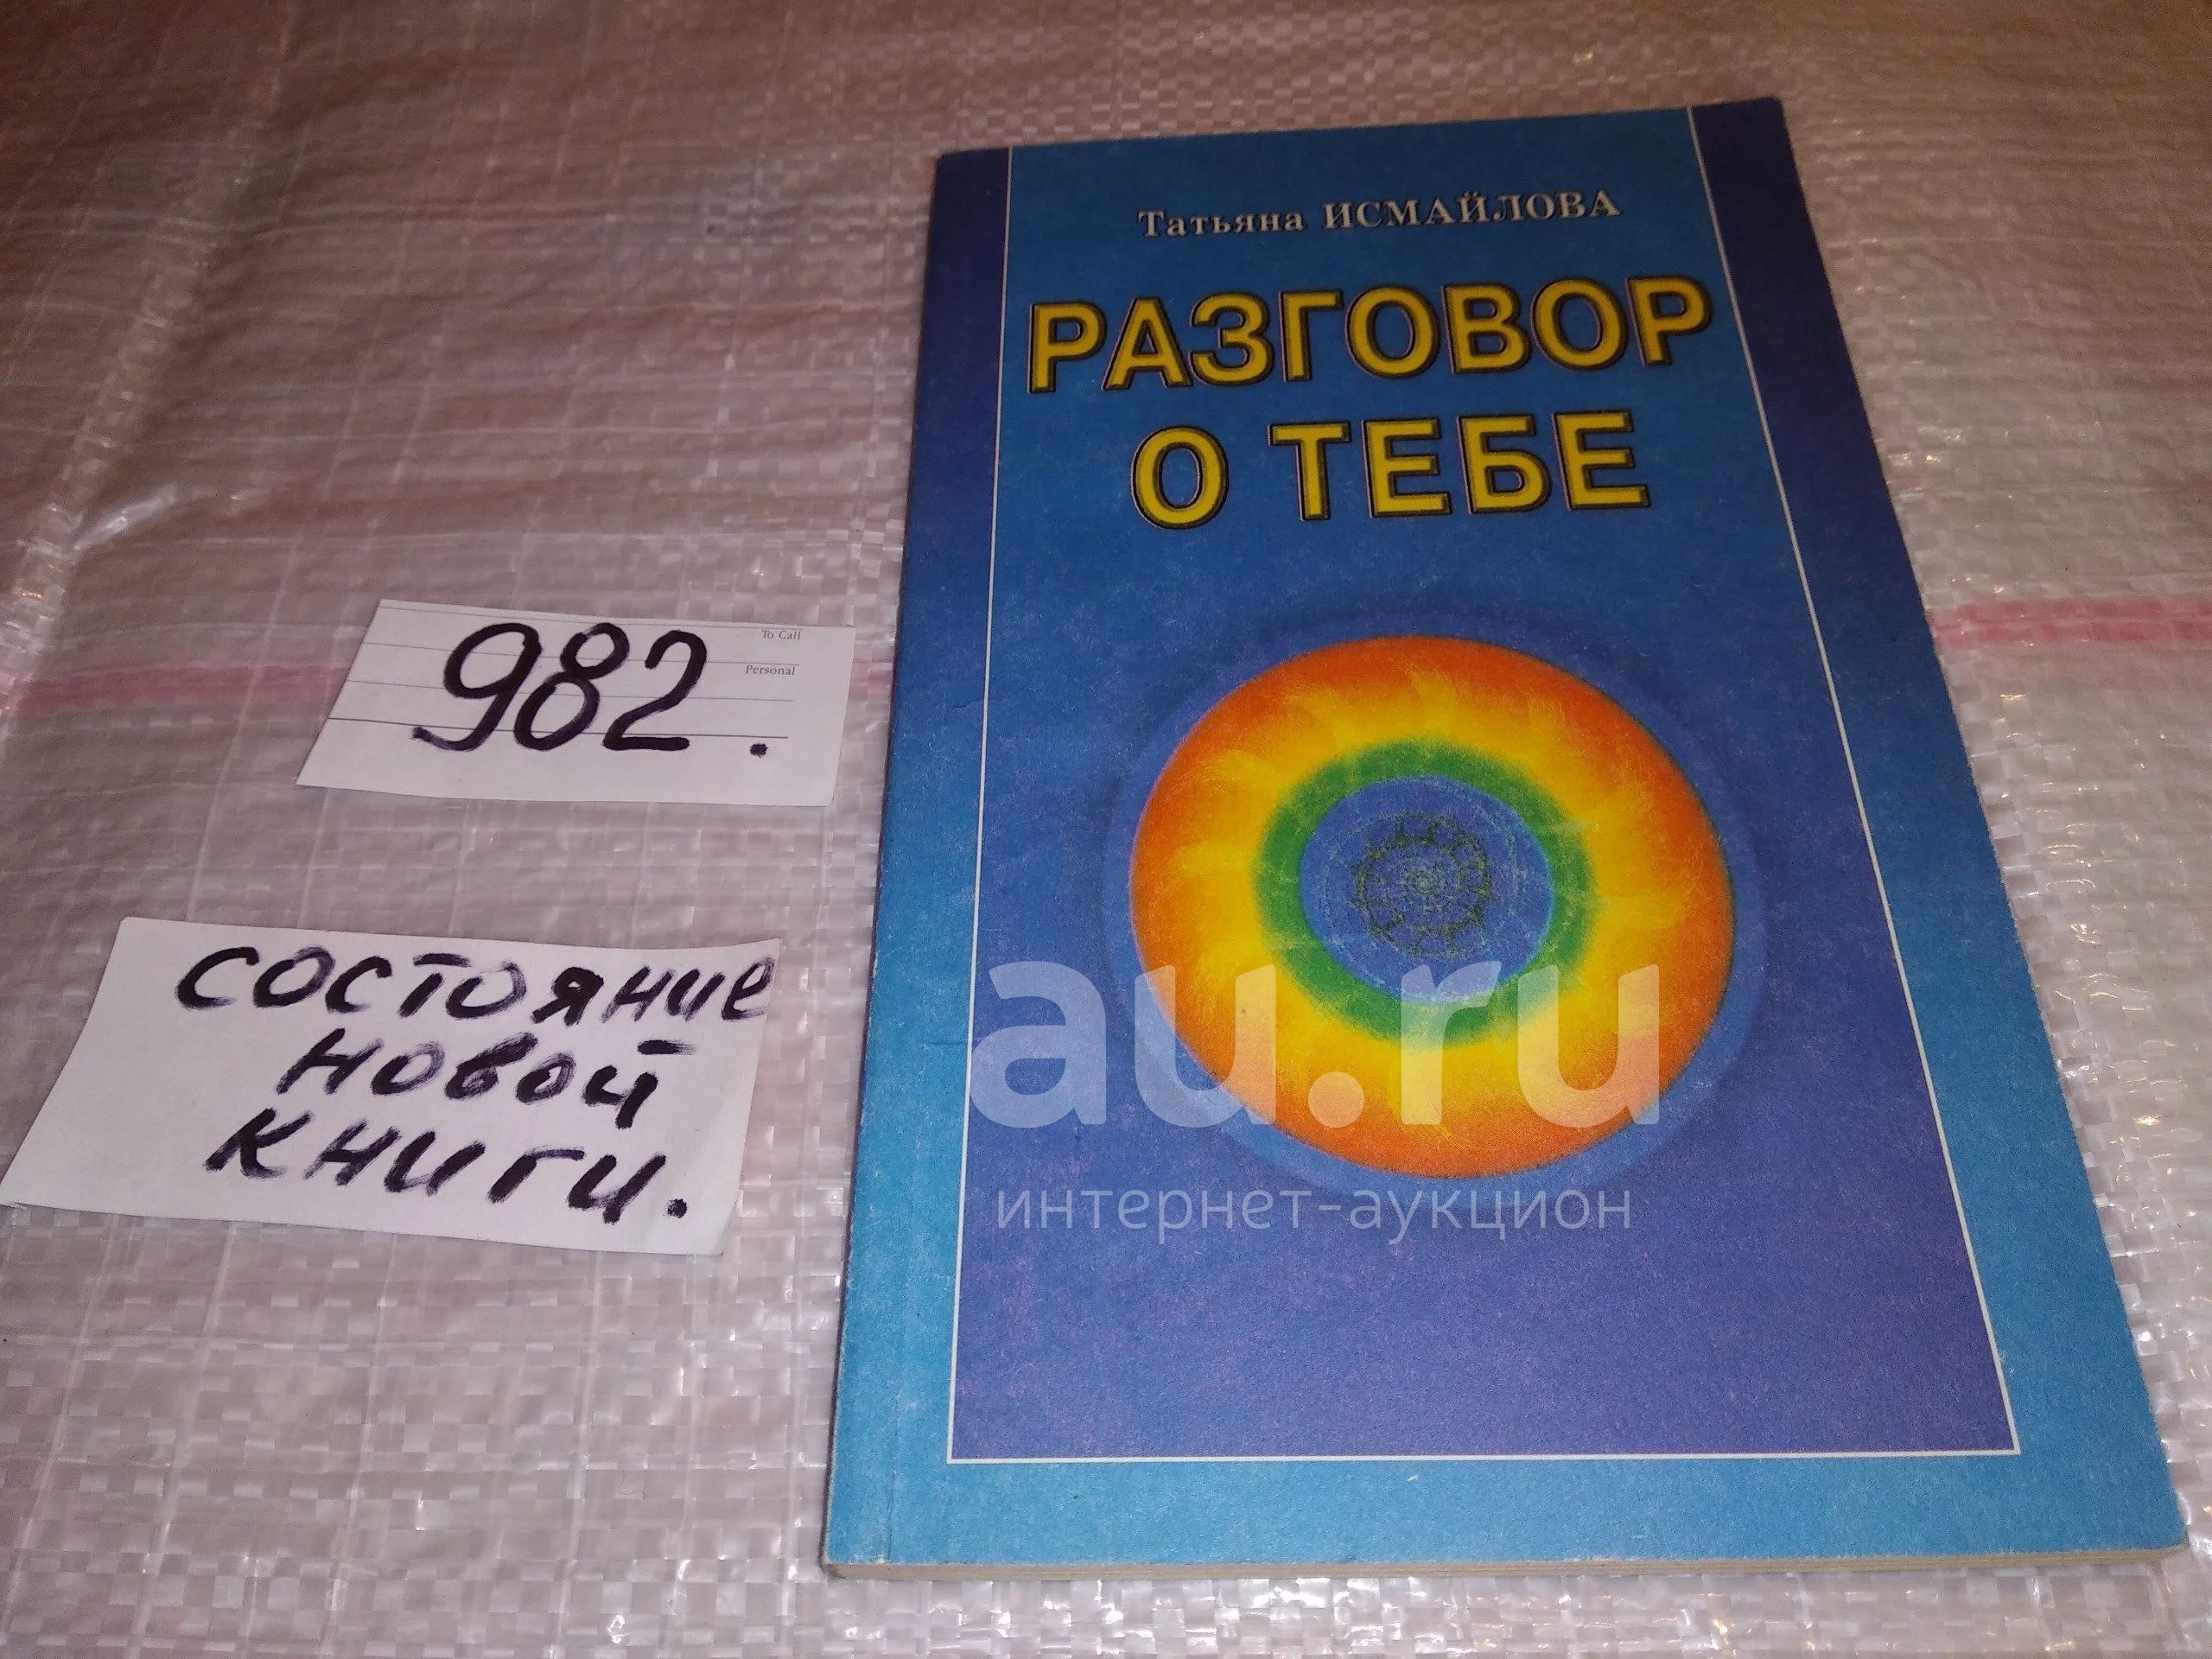 Татьяна ИСМАЙЛОВА
РАЗГОВОР
О ТЕБЕ
To Call
Personal
982.
состояние
новой
книги.
au.ru
интернет-аукцион